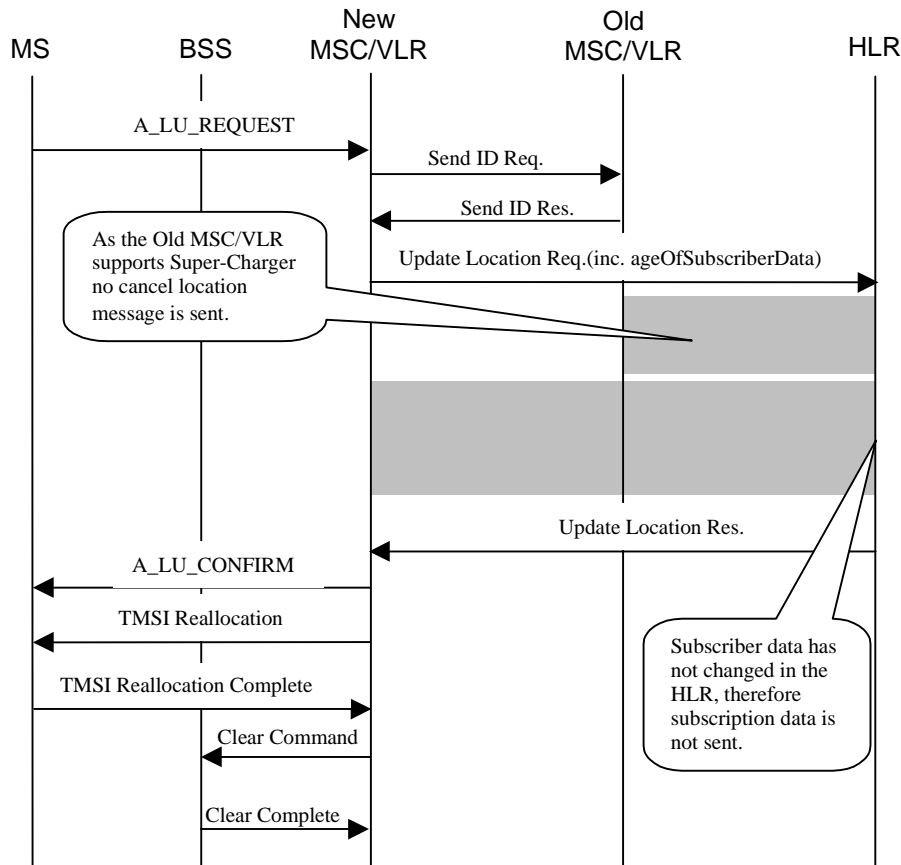 MS
BSS
New
MSC/VLR
Old
MSC/VLR
HLR
A_LU_REQUEST
Send ID Req.
Send ID Res.
As the Old MSC/VLR
supports Super-Charger
no cancel location
message is sent.
Update Location Req.(inc. ageOfSubscriberData)
Update Location Res.
A_LU_CONFIRM
TMSI Reallocation
Subscriber data has
not changed in the
HLR, therefore
subscription data is
not sent.
TMSI Reallocation Complete
Clear Command
Clear Complete